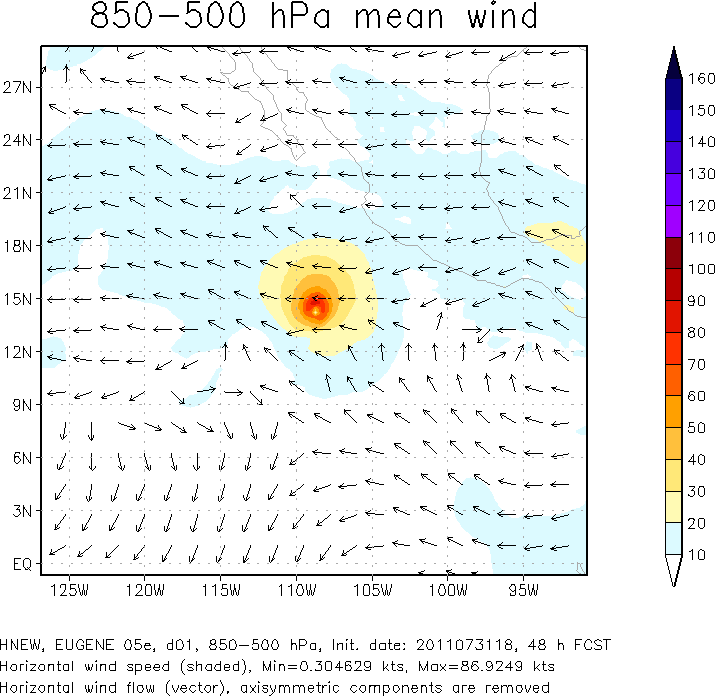 850-500 hPa mean wind
27N
24N
21N
18N
15N
12N
9N
6N
3N
EQ
125W 120W 115W 110W 105W 100W 95W
160
150
140
130
120
110
100
90
80
70
60
50
40
30
20
10
HNEW, EUGENE 05e, d01, 850-500 hPa, Init. date: 2011073118, 48 h FCST
Horizontal wind speed (shaded), Min=0.304629 kts, Max=86.9249 kts
Horizontal wind flow (vector), axisymmetric components are removed